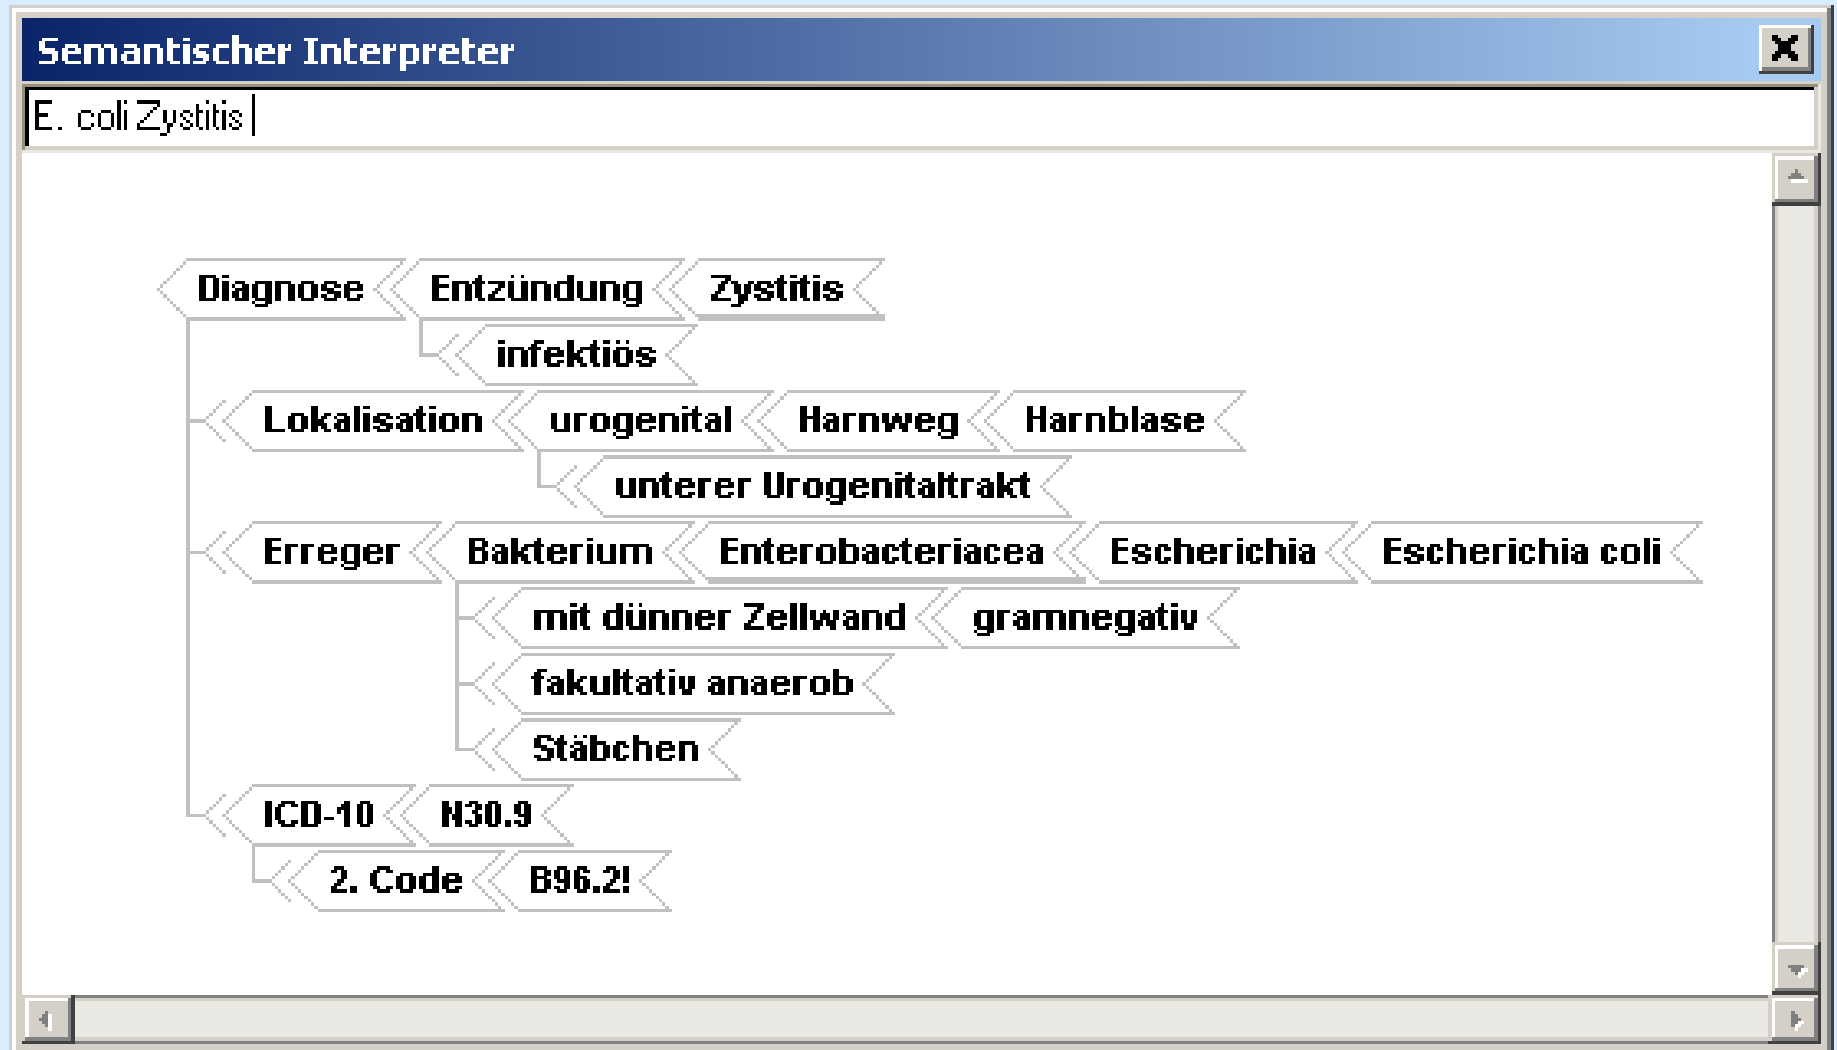 Semantischer Interpreter
E. coli Zystitis
Diagnose Entzündung Zystitis
infektiös
Lokalisation urogenital Harnweg Harnblase
unterer Urogenitaltrakt
Erreger Bakterium Enterobacteriacea Escherichia Escherichia coli
mit dünner Zellwand gramnegativ
fakultativ anaerob
Stäbchen
ICD-10 N30.9
2. Code B96.2!